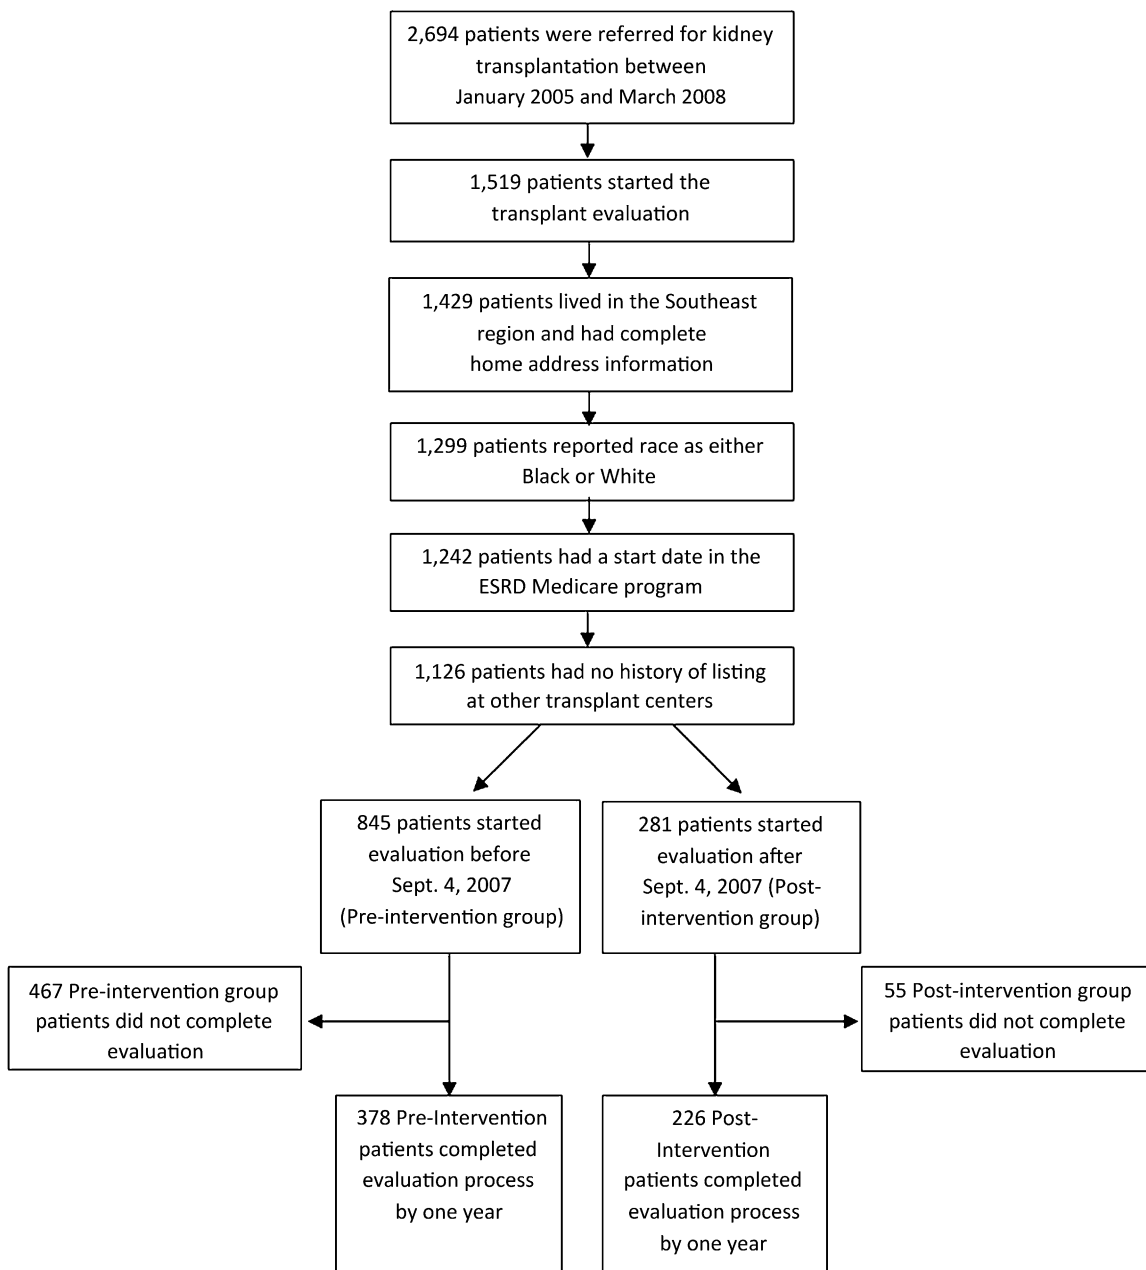 2,694 patients were referred for kidney
transplantation between
January 2005 and March 2008
1,519 patients started the
transplant evaluation
1,429 patients lived in the Southeast
region and had complete
home address information
1,299 patients reported race as either
Black or White
1,242 patients had a start date in the
ESRD Medicare program
1,126 patients had no history of listing
at other transplant centers
845 patients started
evaluation before
Sept. 4, 2007
(Pre-intervention group)
281 patients started
evaluation after
Sept. 4, 2007 (Post-
intervention group)
467 Pre-intervention group
patients did not complete
evaluation
55 Post-intervention group
patients did not complete
evaluation
378 Pre-Intervention
patients completed
evaluation process
by one year
226 Post-
Intervention
patients completed
evaluation process
by one year